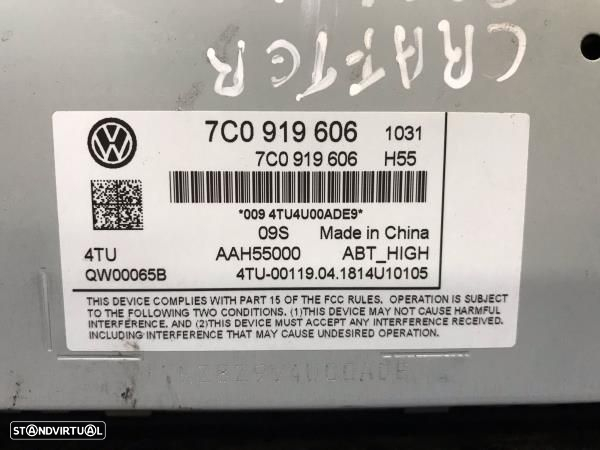 CRAFTER
7C0 919 606 1031
7C0 919 606 H55
*009 4TU4U00ADE9*
09S Made in China
4TU AAH55000 ABT_HIGH
QW00065B 4TU-00119.04.1814U10105
THIS DEVICE COMPLIES WITH PART 15 OF THE FCC RULES. OPERATION IS SUBJECT
TO THE FOLLOWING TWO CONDITIONS. (1)THIS DEVICE MAY NOT CAUSE HARMFUL
INTERFERENCE. AND (2)THIS DEVICE MUST ACCEPT ANY INTERFERENCE RECEIVED.
INCLUDING INTERFERENCE THAT MAY CAUSE UNDESIRED OPERATION.
STANDVIRTUAL